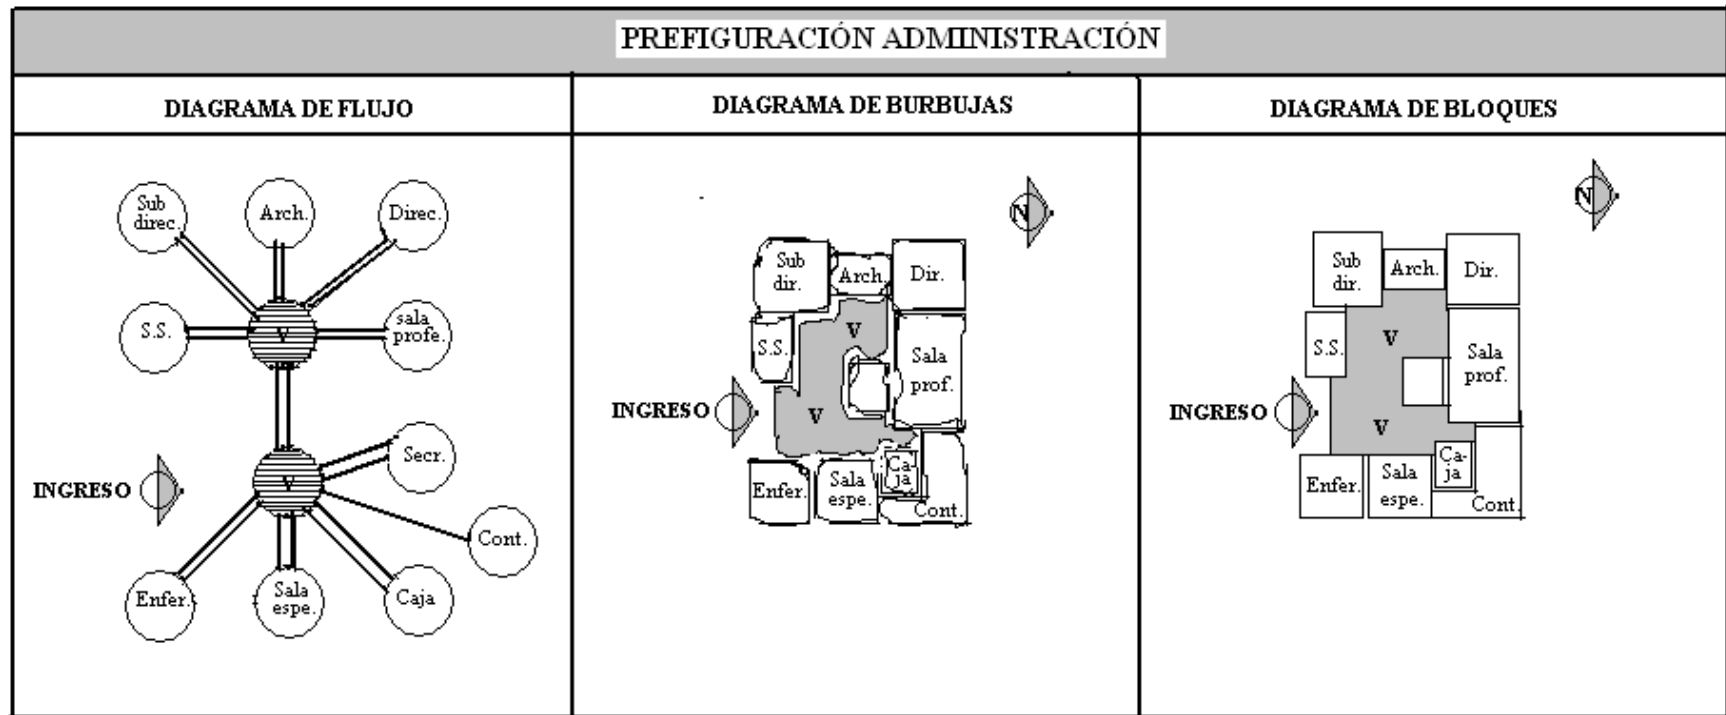 PREFIGURACIÓN ADMINISTRACIÓN
DIAGRAMA DE FLUJO
DIAGRAMA DE BURBUJAS
DIAGRAMA DE BLOQUES
Sub
direc.
Arch.
Direc.
S.S.
V
sala
profe.
INGRESO
V
Secr.
Cont.
Enfer.
Sala
espe.
Caja
N
Sub
dir.
Arch.
Dir.
S.S.
V
Sala
prof.
INGRESO
V
Enfer.
Sala
espe.
Ca-
ja
Cont.
N
Sub
dir.
Arch.
Dir.
S.S.
V
Sala
prof.
INGRESO
V
Enfer.
Sala
espe.
Ca-
ja
Cont.